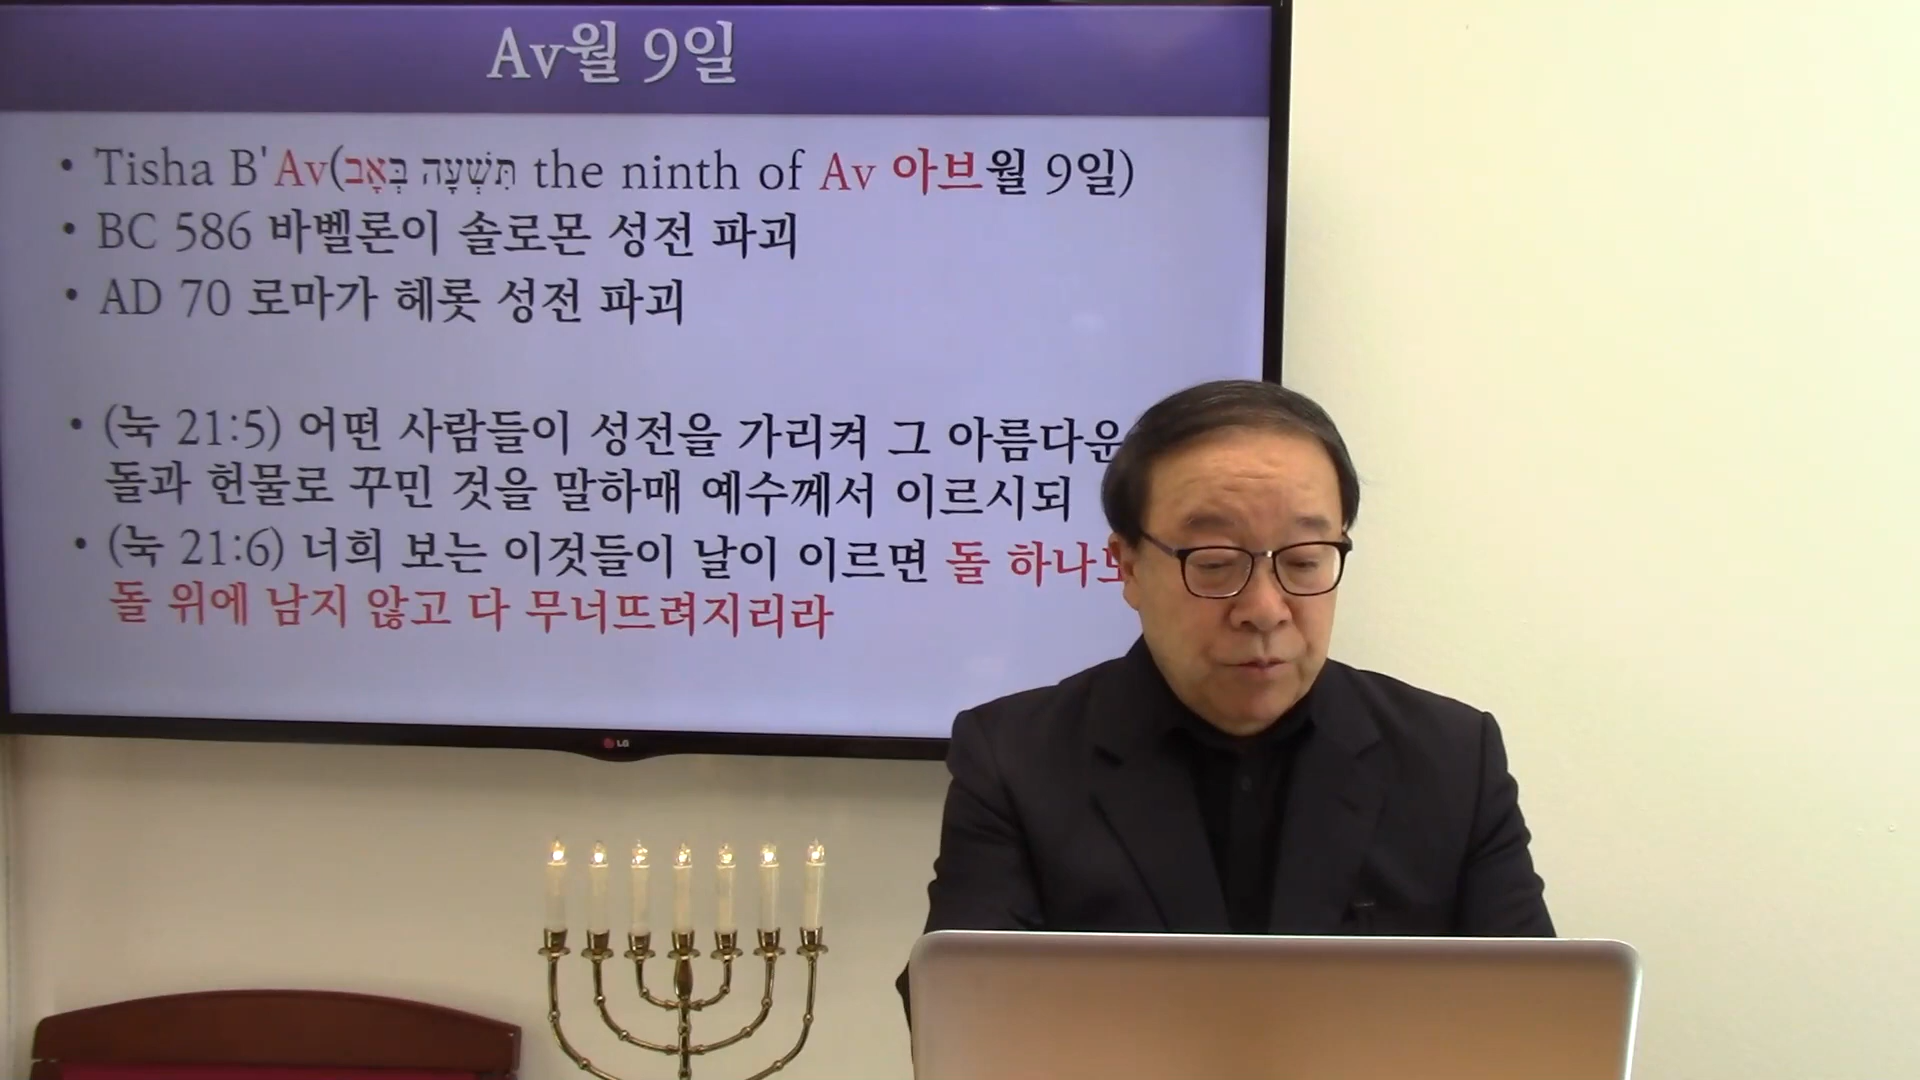 Av월 9일
• Tisha B'Av(תִּשְׁעָה בְּאָב the ninth of Av 아브월 9일)
• BC 586 바벨론이 솔로몬 성전 파괴
• AD 70 로마가 헤롯 성전 파괴
• (눅 21:5) 어떤 사람들이 성전을 가리켜 그 아름다운
돌과 헌물로 꾸민 것을 말하매 예수께서 이르시되
• (눅 21:6) 너희 보는 이것들이 날이 이르면 돌 하나도
돌 위에 남지 않고 다 무너뜨려지리라
LG